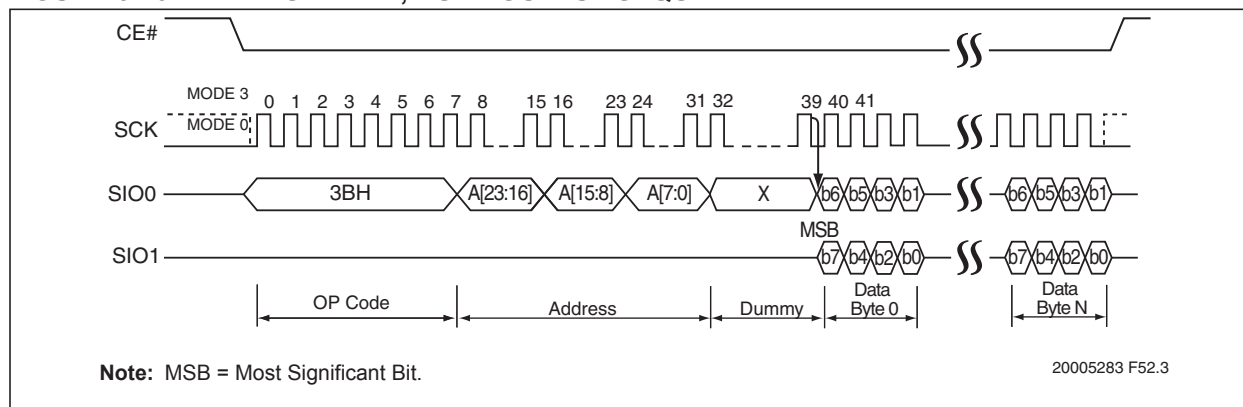 CE#
MODE 3
0 1 2 3 4 5 6 7 8 15 16 23 24 31 32 39 40 41
SCK
MODE 0
SIO0 3BH A[23:16] A[15:8] A[7:0] X b6 b5 b3 b1 b6 b5 b3 b1
MSB
SIO1 b7 b4 b2 b0 b7 b4 b2 b0
OP Code Address Dummy Data Byte 0 Data Byte N
Note: MSB = Most Significant Bit.
20005283 F52.3